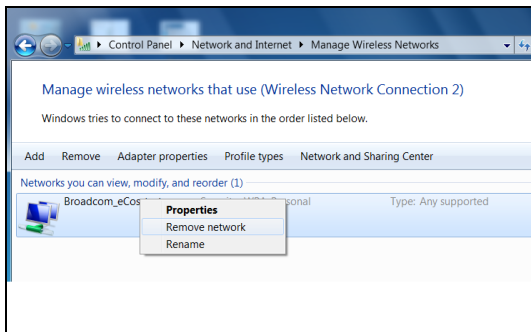 Control Panel Network and Internet Manage Wireless Networks
Manage wireless networks that use (Wireless Network Connection 2)
Windows tries to connect to these networks in the order listed below.
Add Remove Adapter properties Profile types Network and Sharing Center
Networks you can view, modify, and reorder (1)
Type: Any supported
Properties
Remove network
Rename